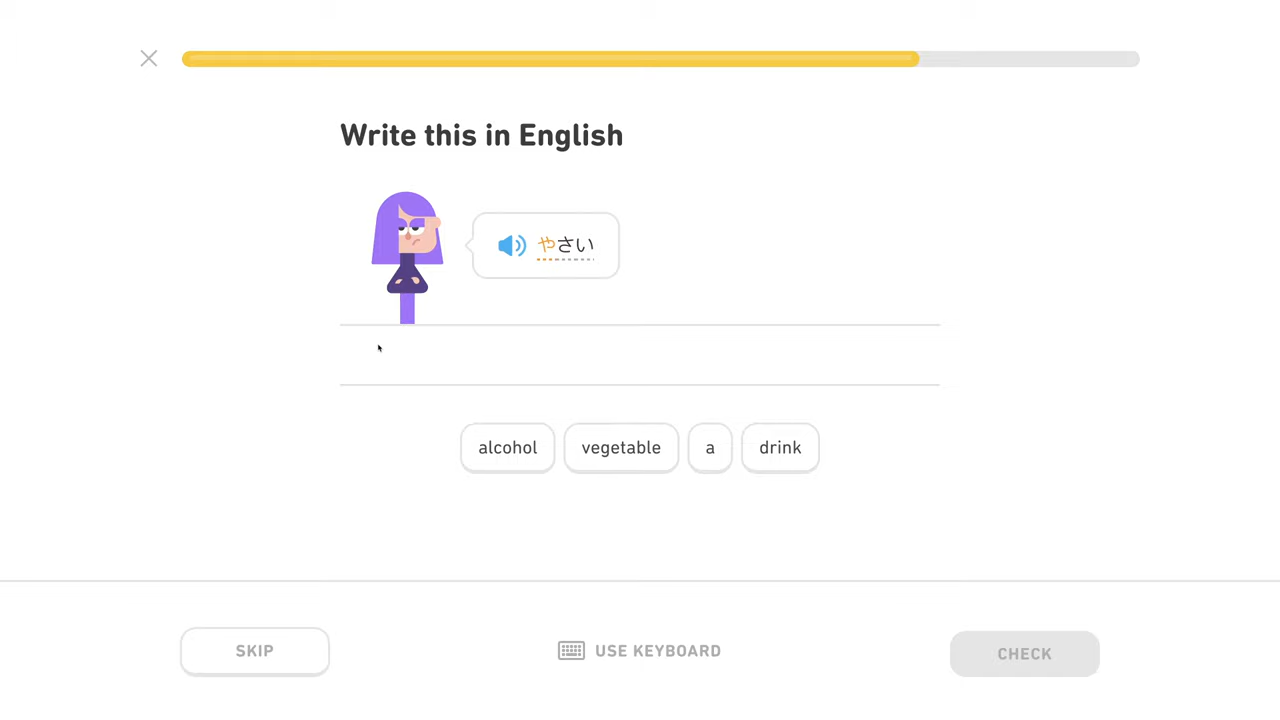 Write this in English
やさい
alcohol vegetable a drink
SKIP USE KEYBOARD CHECK